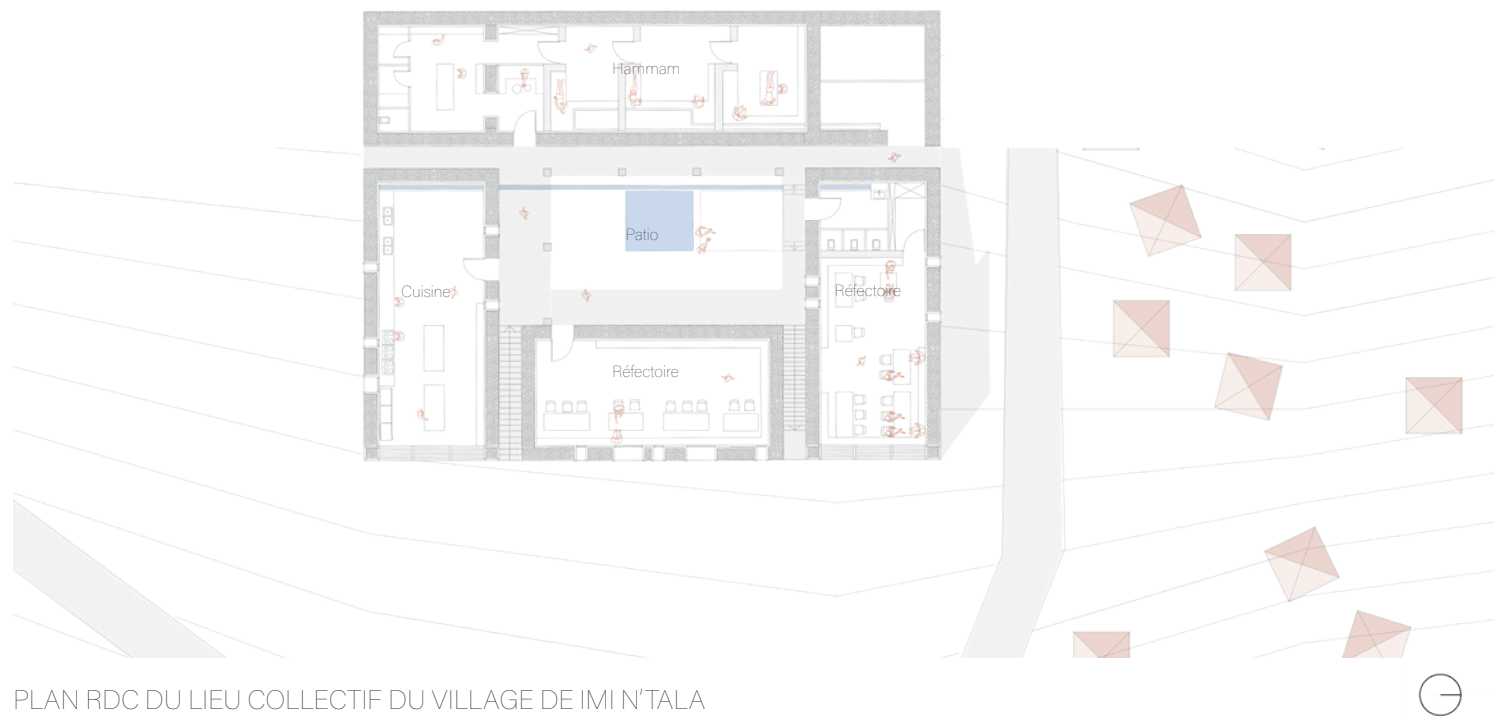 Hammam
Patio
Cuisine
Réfectoire
Réfectoire
PLAN RDC DU LIEU COLLECTIF DU VILLAGE DE IMI N'TALA